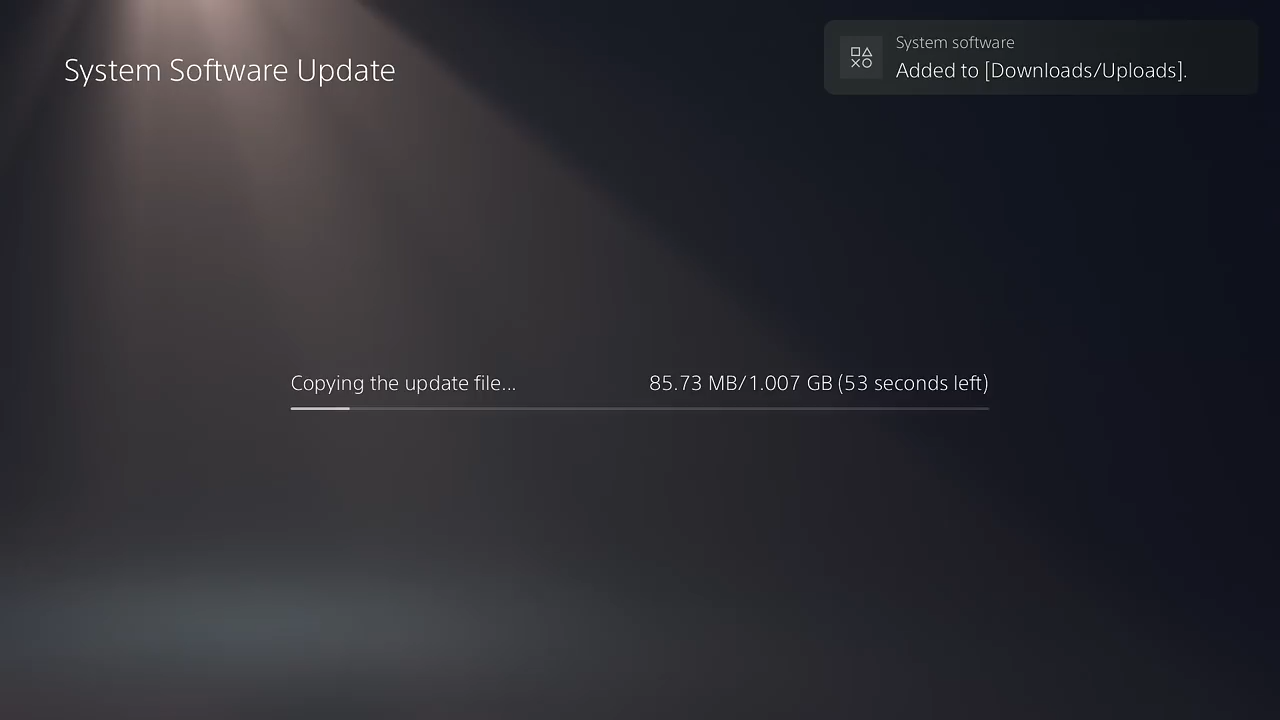 System Software Update
System software
Added to [Downloads/Uploads].
Copying the update file...
85.73 MB/1.007 GB (53 seconds left)